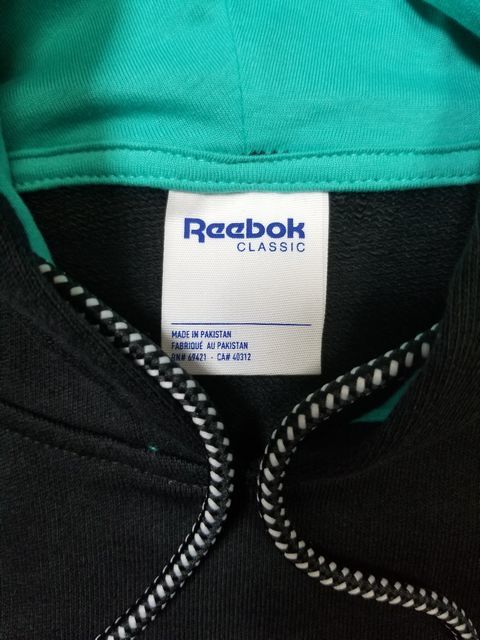 Reebok
CLASSIC
MADE IN PAKISTAN
FABRIQUÉ AU PAKISTAN
RN# 69421 - CA# 40312